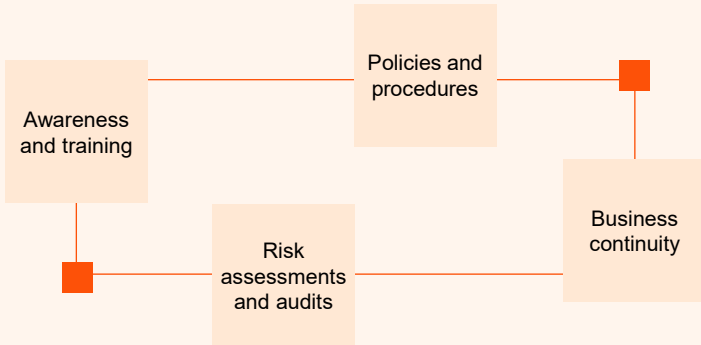 Policies and
procedures
Awareness
and training
Business
continuity
Risk
assessments
and audits